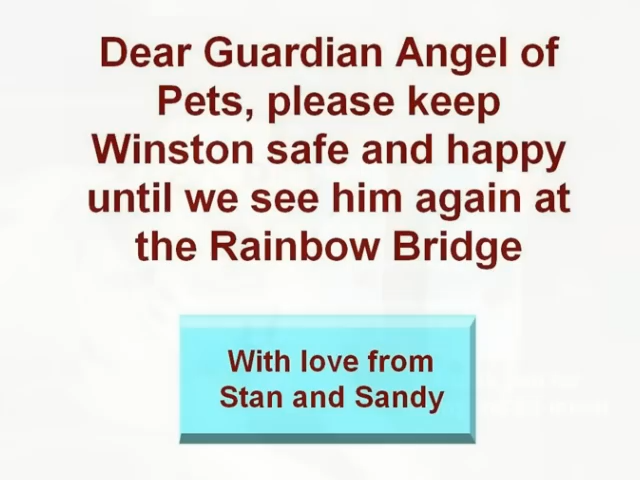 Dear Guardian Angel of
Pets, please keep
Winston safe and happy
until we see him again at
the Rainbow Bridge
With love from
Stan and Sandy